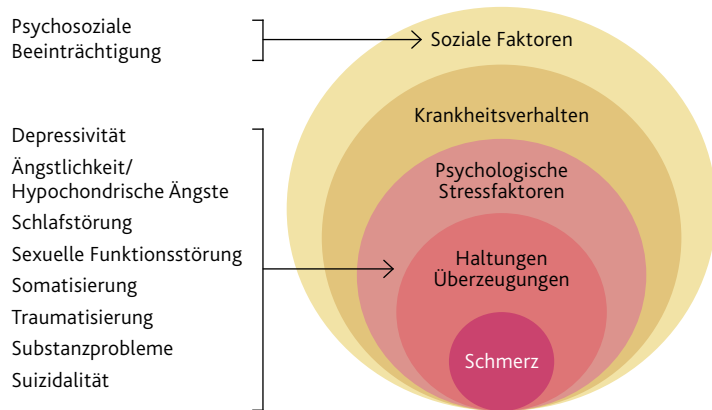 Psychosoziale
Beeinträchtigung
Depressivität
Ängstlichkeit/
Hypochondrische Ängste
Schlafstörung
Sexuelle Funktionsstörung
Somatisierung
Traumatisierung
Substanzprobleme
Suizidalität
Soziale Faktoren
Krankheitsverhalten
Psychologische
Stressfaktoren
Haltungen
Überzeugungen
Schmerz